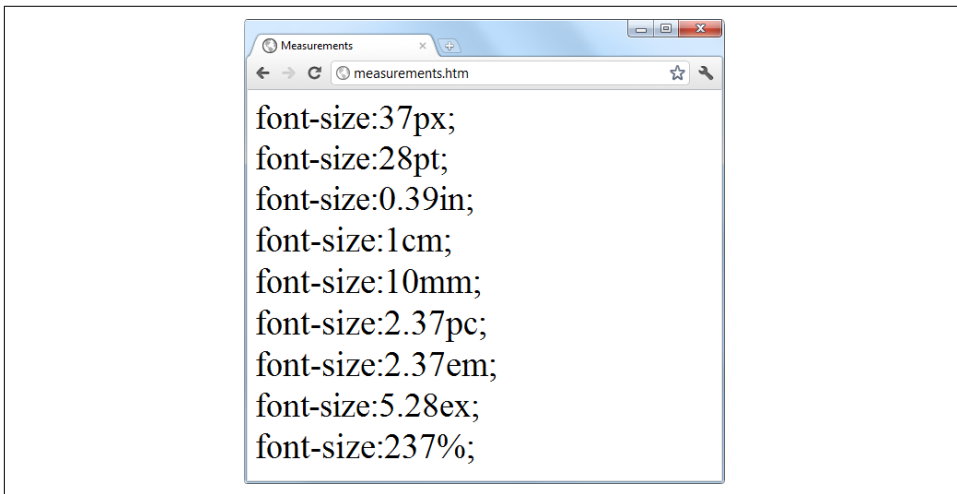 Measurements
measurements.htm
font-size:37px;
font-size:28pt;
font-size:0.39in;
font-size:1cm;
font-size:10mm;
font-size:2.37pc;
font-size:2.37em;
font-size:5.28ex;
font-size:237%;